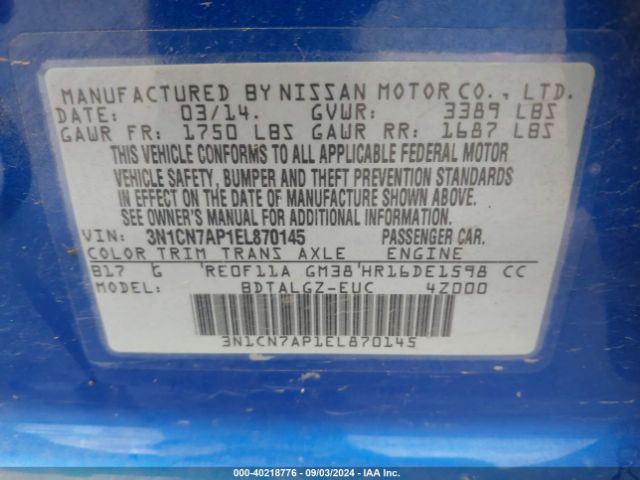 MANUFACTURED BY NISSAN MOTOR CO., LTD.
DATE: 03/14. GVWR: 3389 LBS
GAWR FR: 1750 LBS GAWR RR: 1687 LBS
THIS VEHICLE CONFORMS TO ALL APPLICABLE FEDERAL MOTOR
VEHICLE SAFETY, BUMPER AND THEFT PREVENTION STANDARDS
IN EFFECT ON THE DATE OF MANUFACTURE SHOWN ABOVE.
SEE OWNER'S MANUAL FOR ADDITIONAL INFORMATION.
VIN: 3N1CN7AP1EL870145 PASSENGER CAR.
COLOR TRIM TRANS AXLE ENGINE
B17 G RE0F11A GM38 HR16DE1598 CC
BDTALGZ-EUC 4Z000
3N1CN7AP1EL870145
000-40218776 - 09/03/2024 - IAA Inc.